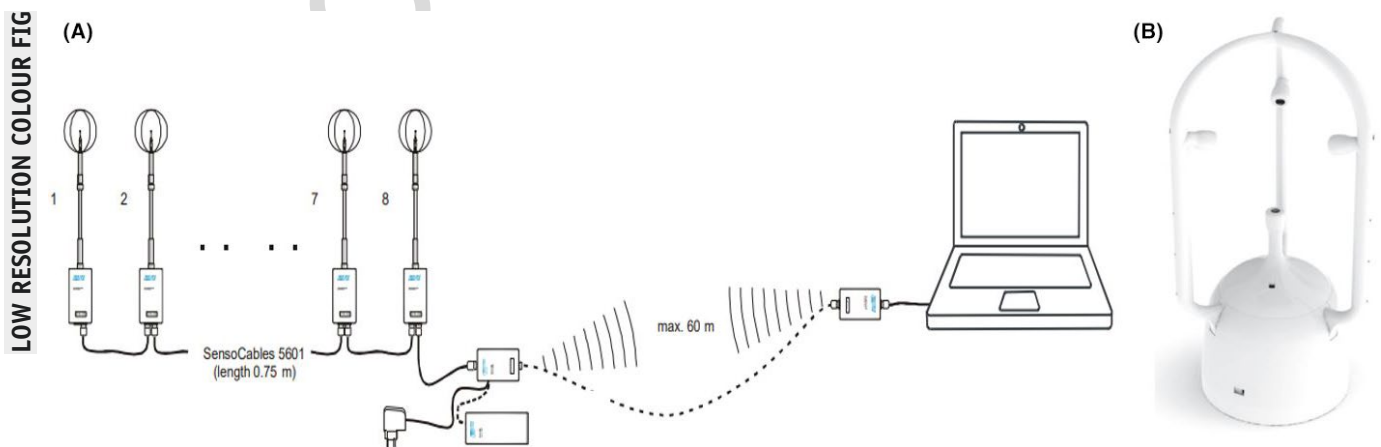 LOW RESOLUTION COLOUR FIG
(A)
(B)
1
2
7
8
SensoCables 5601
(length 0.75 m)
max. 60 m